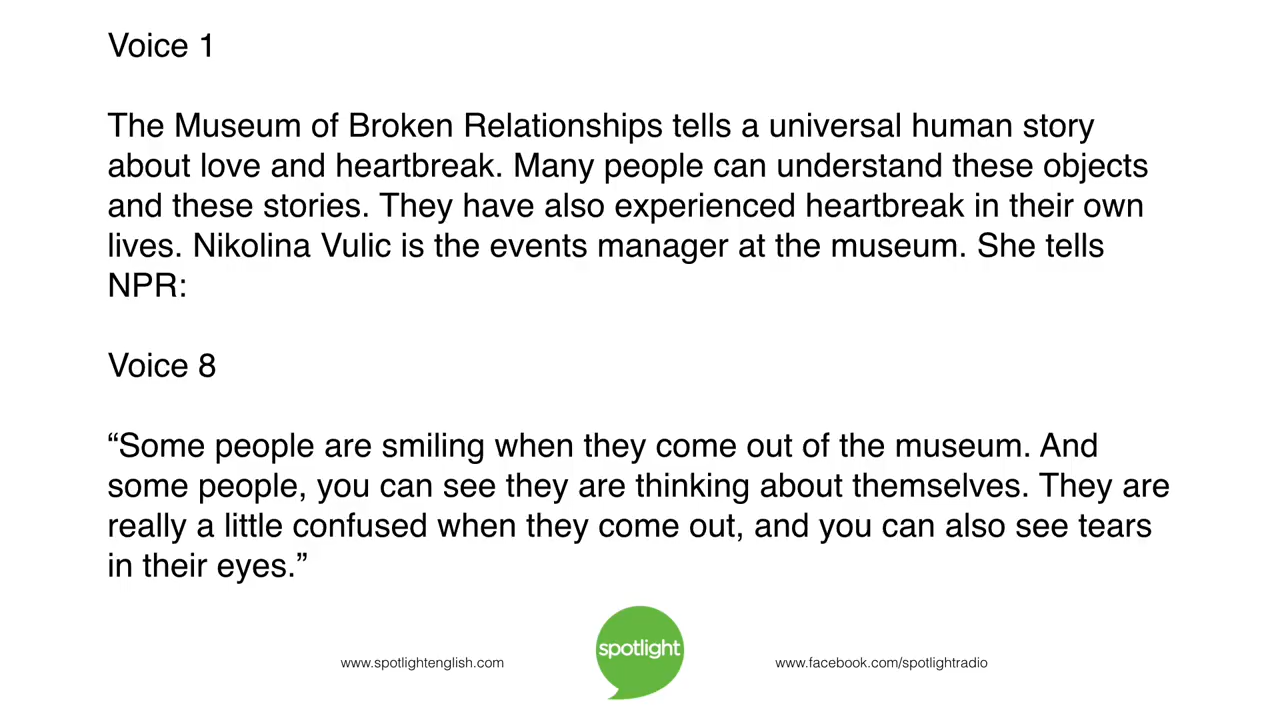 Voice 1
The Museum of Broken Relationships tells a universal human story
about love and heartbreak. Many people can understand these objects
and these stories. They have also experienced heartbreak in their own
lives. Nikolina Vulic is the events manager at the museum. She tells
NPR:
Voice 8
“Some people are smiling when they come out of the museum. And
some people, you can see they are thinking about themselves. They are
really a little confused when they come out, and you can also see tears
in their eyes.”
www.spotlightenglish.com
spotlight
www.facebook.com/spotlightradio